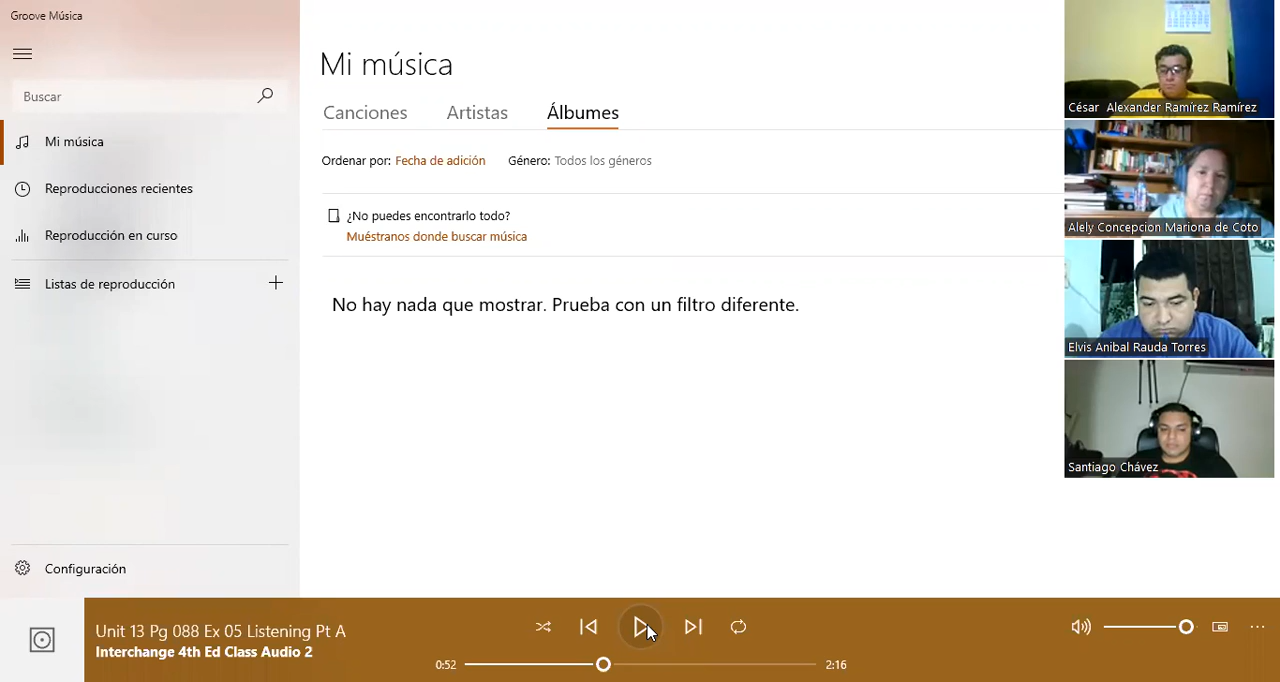 Groove Música
Buscar
Mi música
Reproducciones recientes
Reproducción en curso
Listas de reproducción
Configuración
Mi música
Canciones Artistas Álbumes
Ordenar por: Fecha de adición Género: Todos los géneros
¿No puedes encontrarlo todo?
Muéstranos donde buscar música
No hay nada que mostrar. Prueba con un filtro diferente.
César Alexander Ramírez Ramírez
Alely Concepcion Mariona de Coto
Elvis Anibal Rauda Torres
Santiago Chávez
Unit 13 Pg 088 Ex 05 Listening Pt A
Interchange 4th Ed Class Audio 2
0:52 2:16